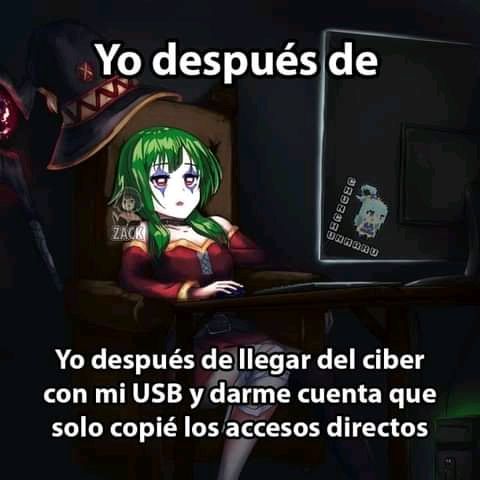 Yo después de
ZACK
Yo después de llegar del ciber
con mi USB y darme cuenta que
solo copié los accesos directos